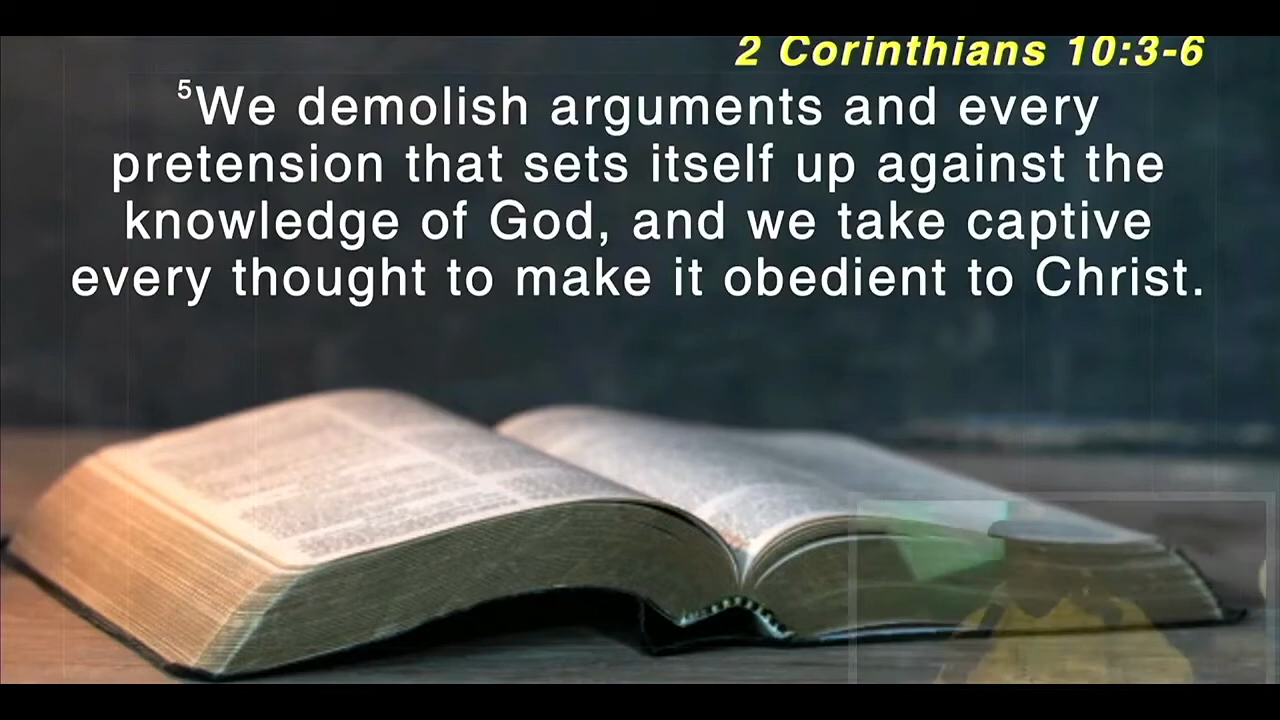 2 Corinthians 10:3-6
⁵We demolish arguments and every
pretension that sets itself up against the
knowledge of God, and we take captive
every thought to make it obedient to Christ.